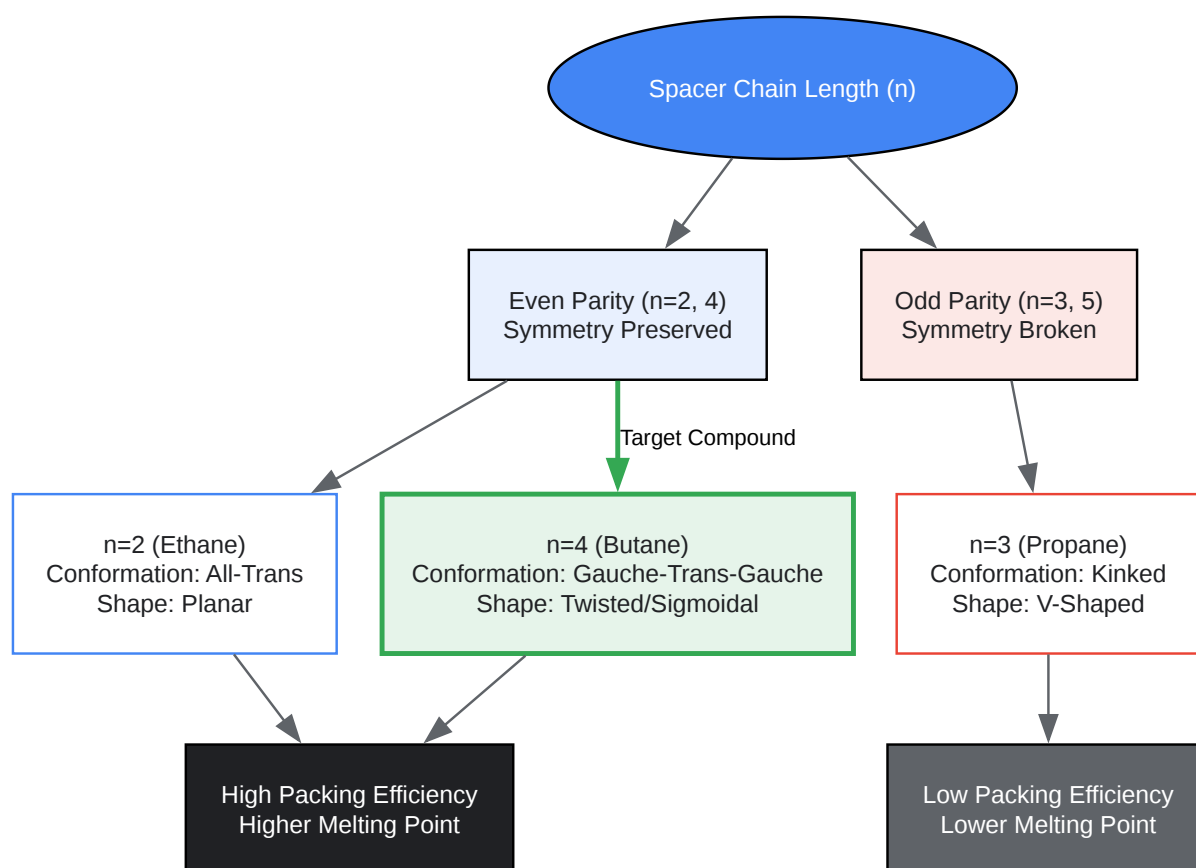 Spacer Chain Length (n)
Even Parity (n=2, 4)
Symmetry Preserved
Odd Parity (n=3, 5)
Symmetry Broken
Target Compound
n=2 (Ethane)
Conformation: All-Trans
Shape: Planar
n=4 (Butane)
Conformation: Gauche-Trans-Gauche
Shape: Twisted/Sigmoidal
n=3 (Propane)
Conformation: Kinked
Shape: V-Shaped
High Packing Efficiency
Higher Melting Point
Low Packing Efficiency
Lower Melting Point